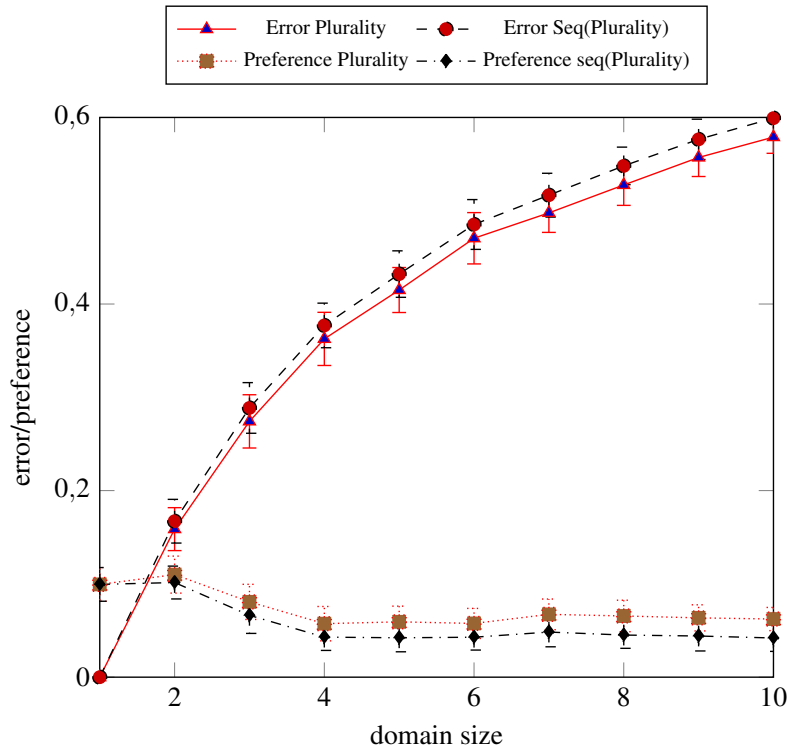 Error Plurality Error Seq(Plurality)
Preference Plurality Preference seq(Plurality)
0,6
0,4
0,2
0
error/preference
2 4 6 8 10
domain size